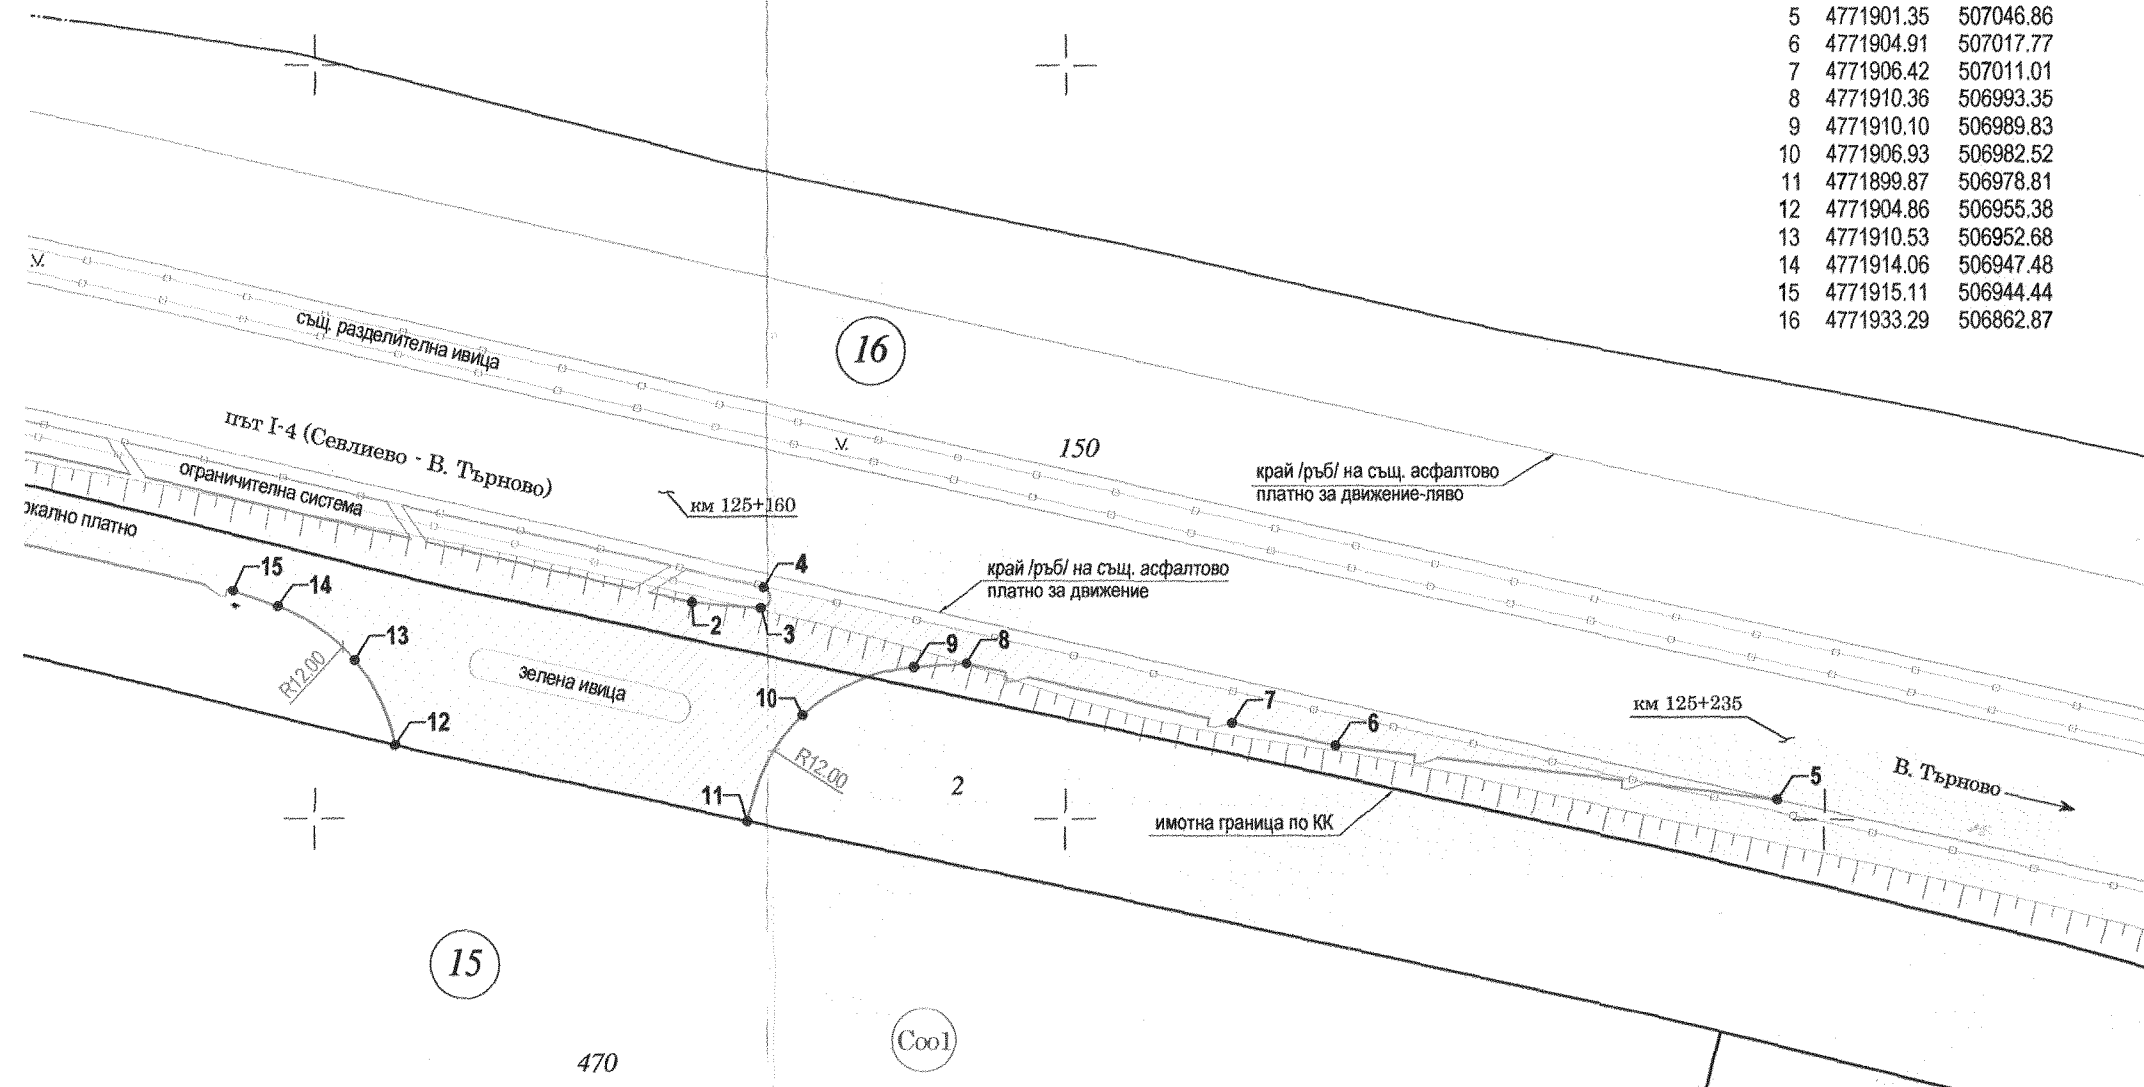 5 4771901.35 507046.86
6 4771904.91 507017.77
7 4771906.42 507011.01
8 4771910.36 506993.35
9 4771910.10 506989.83
10 4771906.93 506982.52
11 4771899.87 506978.81
12 4771904.86 506955.38
13 4771910.53 506952.68
14 4771914.06 506947.48
15 4771915.11 506944.44
16 4771933.29 506862.87
същ. разделителна ивица
16
път I-4 (Севлиево - В. Търново)
150
край /ръб/ на същ. асфалтово
платно за движение-ляво
ограничителна система
км 125+160
окално платно
край /ръб/ на същ. асфалтово
платно за движение
4
15
14
2
3
13
9
8
R12.00
зелена ивица
10
7
6
км 125+235
12
R12.00
11
2
5
В. Търново
имотна граница по КК
15
Соо1
470